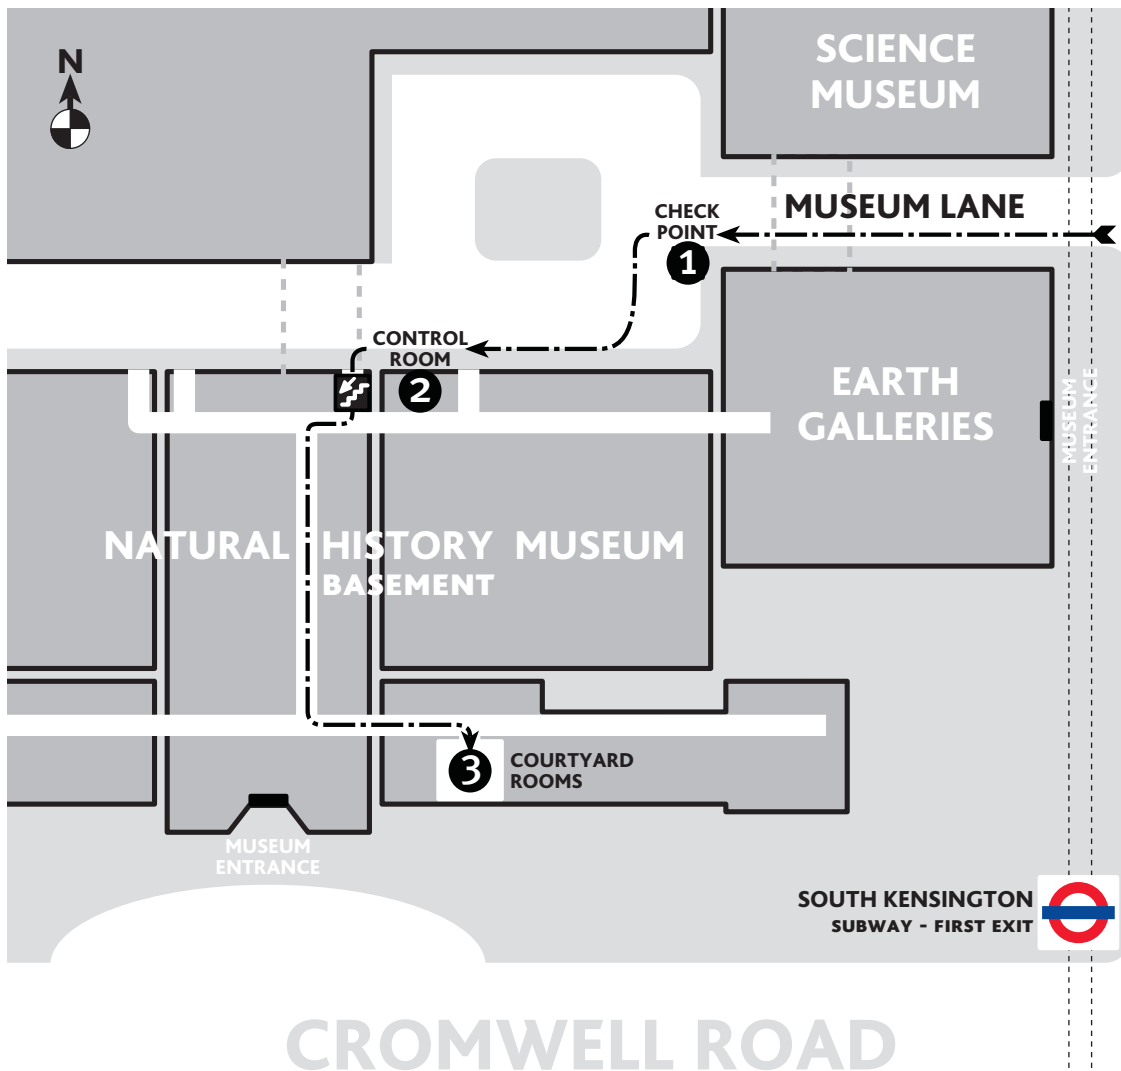 N
SCIENCE
MUSEUM
MUSEUM LANE
CHECK
POINT
1
CONTROL
ROOM
2
EARTH
GALLERIES
MUSEUM
ENTRANCE
NATURAL HISTORY MUSEUM
- BASEMENT
3
COURTYARD
ROOMS
MUSEUM
ENTRANCE
SOUTH KENSINGTON
SUBWAY - FIRST EXIT
CROMWELL ROAD